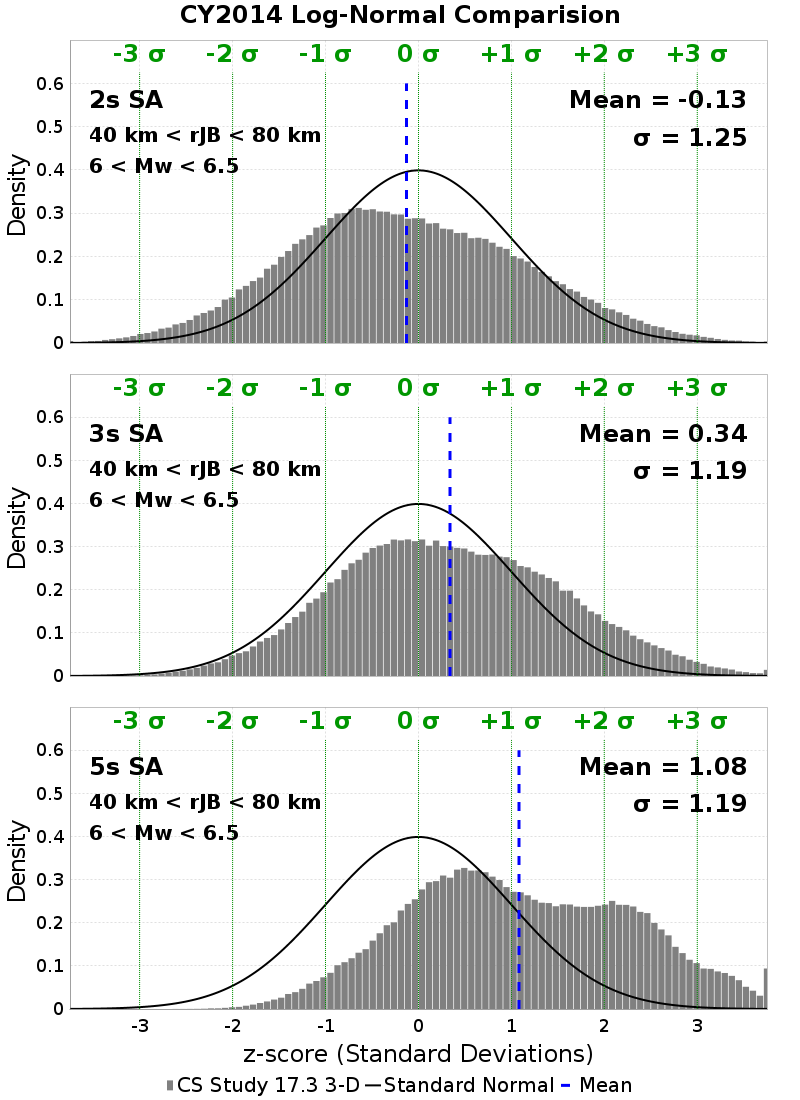 CY2014 Log-Normal Comparision
-3 σ -2 σ -1 σ 0 σ +1 σ +2 σ +3 σ
0.6
2s SA Mean = -0.13
0.5
40 km < rJB < 80 km σ = 1.25
6 < Mw < 6.5
0.4
0.3
0.2
0.1
0
Density
-3 σ -2 σ -1 σ 0 σ +1 σ +2 σ +3 σ
0.6
3s SA Mean = 0.34
0.5
40 km < rJB < 80 km σ = 1.19
6 < Mw < 6.5
0.4
0.3
0.2
0.1
0
Density
-3 σ -2 σ -1 σ 0 σ +1 σ +2 σ +3 σ
0.6
5s SA Mean = 1.08
0.5
40 km < rJB < 80 km σ = 1.19
6 < Mw < 6.5
0.4
0.3
0.2
0.1
0
Density
-3 -2 -1 0 1 2 3
z-score (Standard Deviations)
CS Study 17.3 3-D Standard Normal Mean